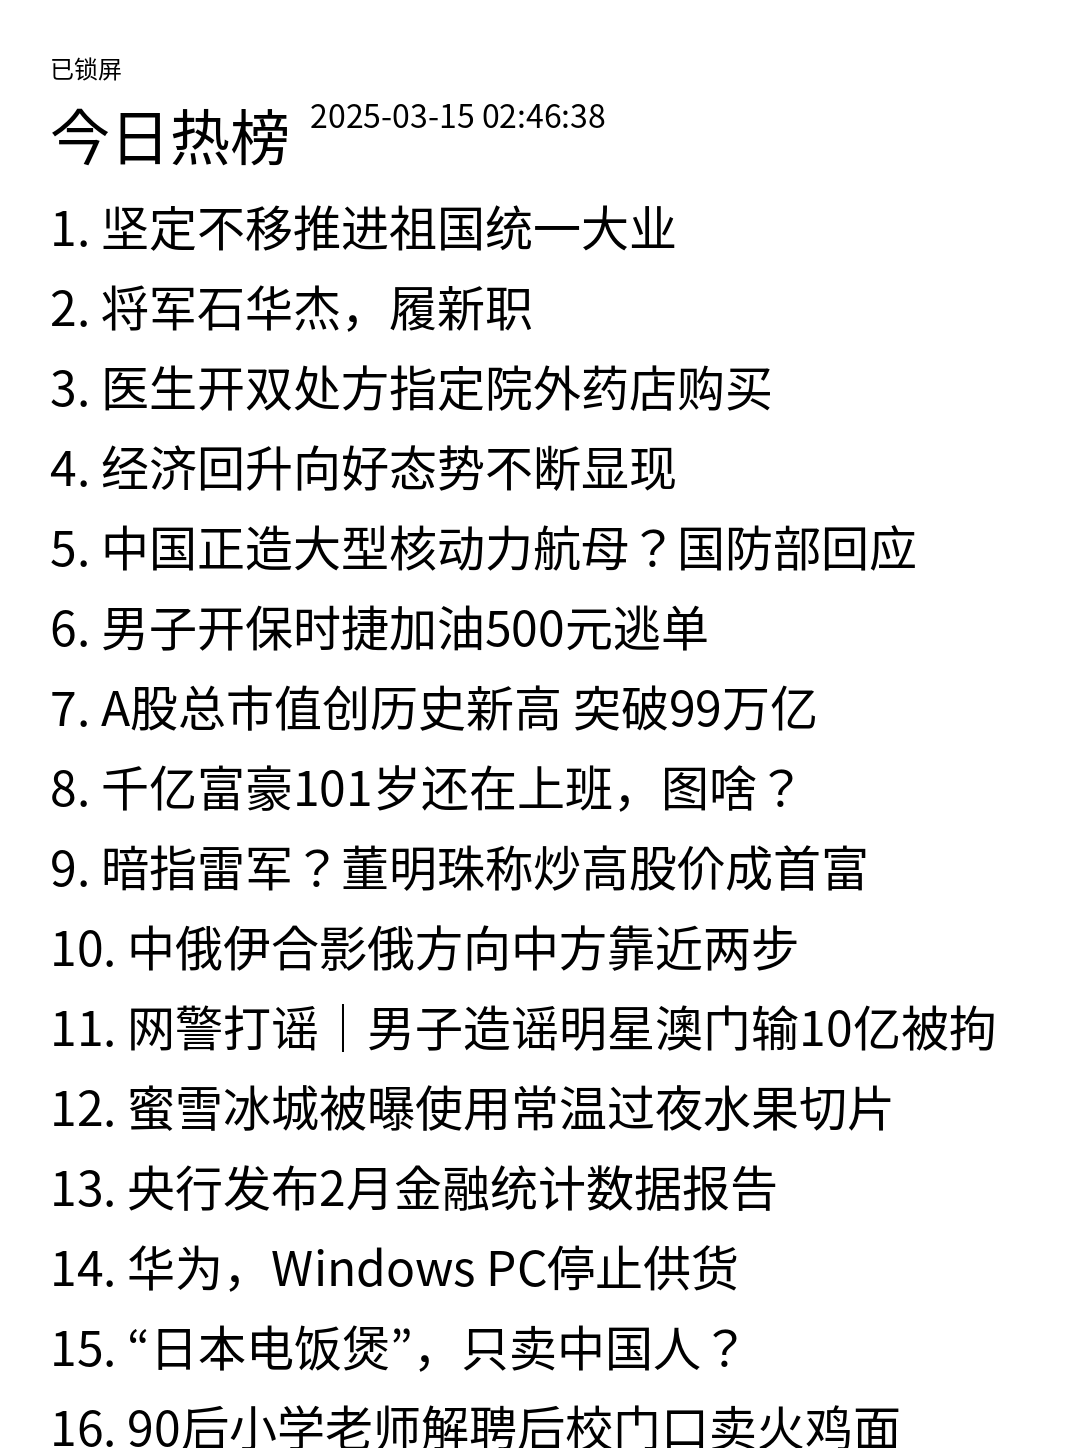 已锁屏
今日热榜 2025-03-15 02:46:38
1. 坚定不移推进祖国统一大业
2. 将军石华杰，履新职
3. 医生开双处方指定院外药店购买
4. 经济回升向好态势不断显现
5. 中国正造大型核动力航母？国防部回应
6. 男子开保时捷加油500元逃单
7. A股总市值创历史新高 突破99万亿
8. 千亿富豪101岁还在上班，图啥？
9. 暗指雷军？董明珠称炒高股价成首富
10. 中俄伊合影俄方向中方靠近两步
11. 网警打谣｜男子造谣明星澳门输10亿被拘
12. 蜜雪冰城被曝使用常温过夜水果切片
13. 央行发布2月金融统计数据报告
14. 华为，Windows PC停止供货
15. “日本电饭煲”，只卖中国人？
16. 90后小学老师解聘后校门口卖火鸡面